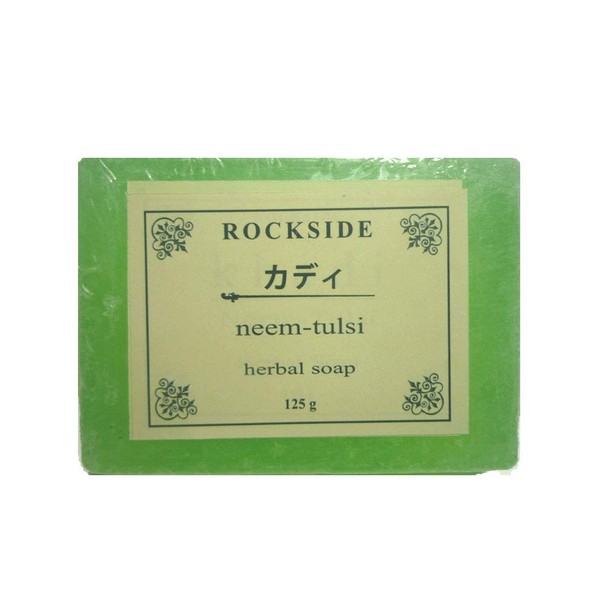 ROCKSIDE
カディ
neem-tulsi
herbal soap
125 g